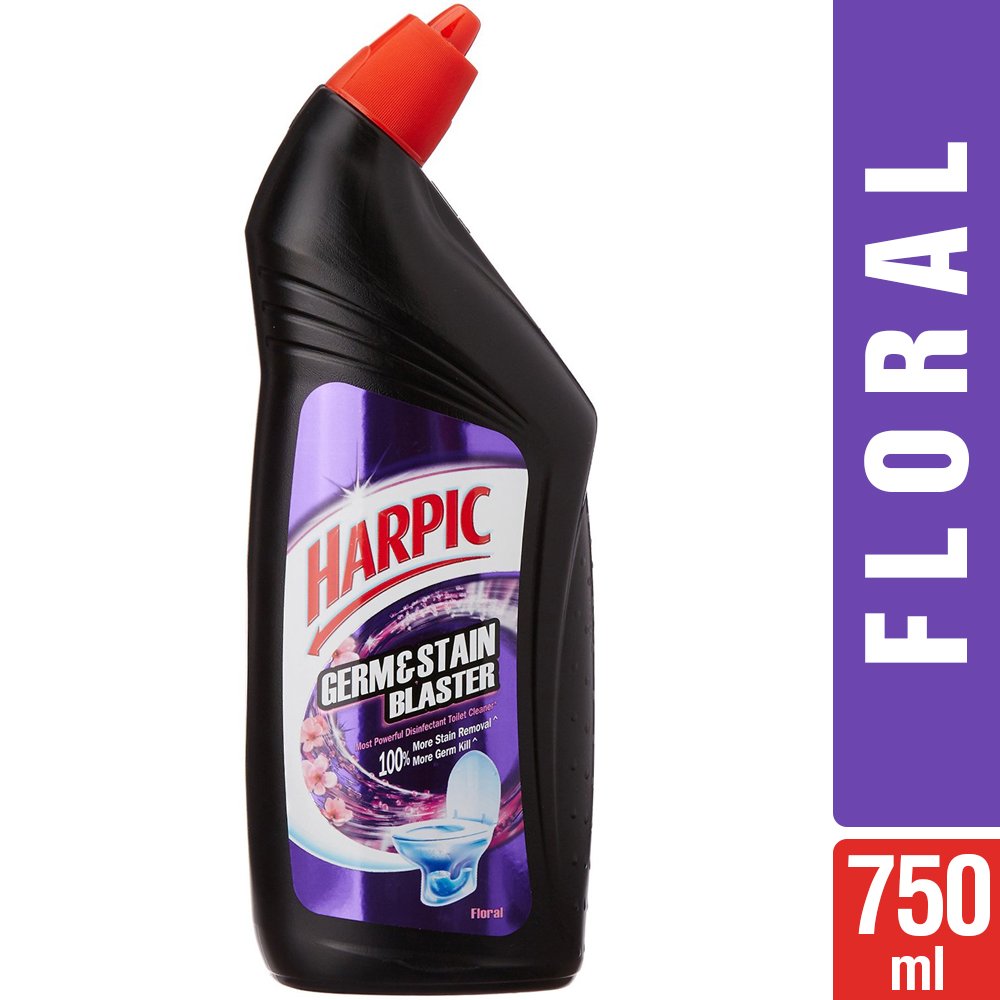 HARPIC
GERM&STAIN
BLASTER
Most Powerful Disinfectant Toilet Cleaner*
100% More Stain Removal^
More Germ Kill^
Floral
FLORAL
750
ml